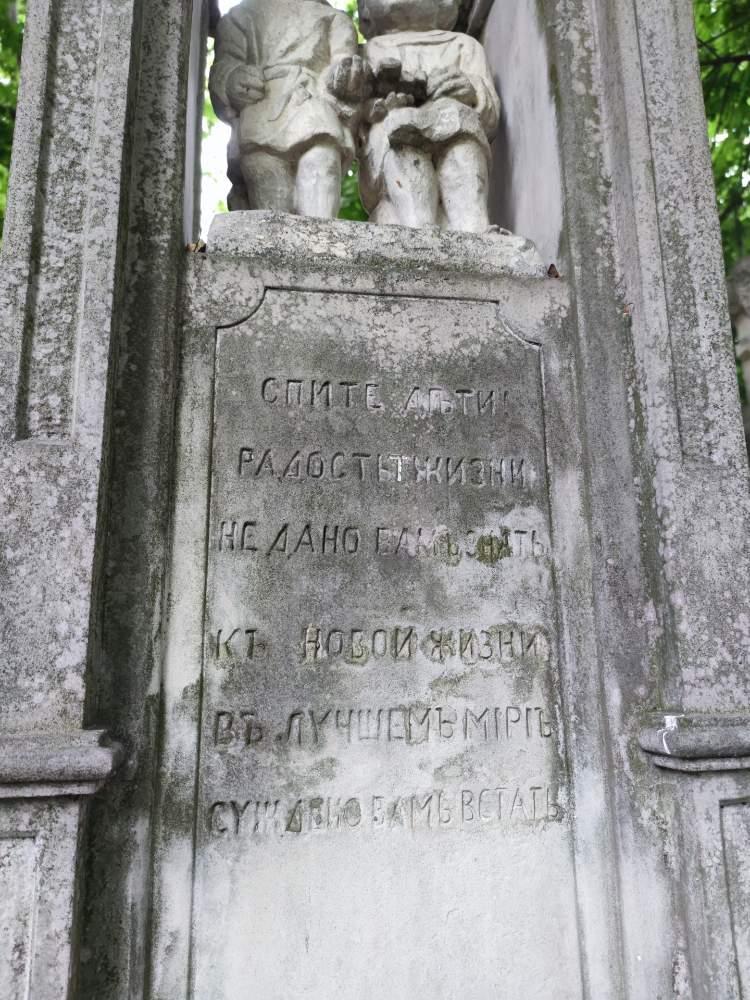 СПИТЕ ДѢТИ!
РАДОСТЬ ЖИЗНИ
НЕ ДАНО ВАМЪ ЗНАТЬ
КЪ НОВОЙ ЖИЗНИ
ВЪ ЛУЧШЕМЪ МІРѢ
СУЖДЕНО ВАМЪ ВСТАТЬ